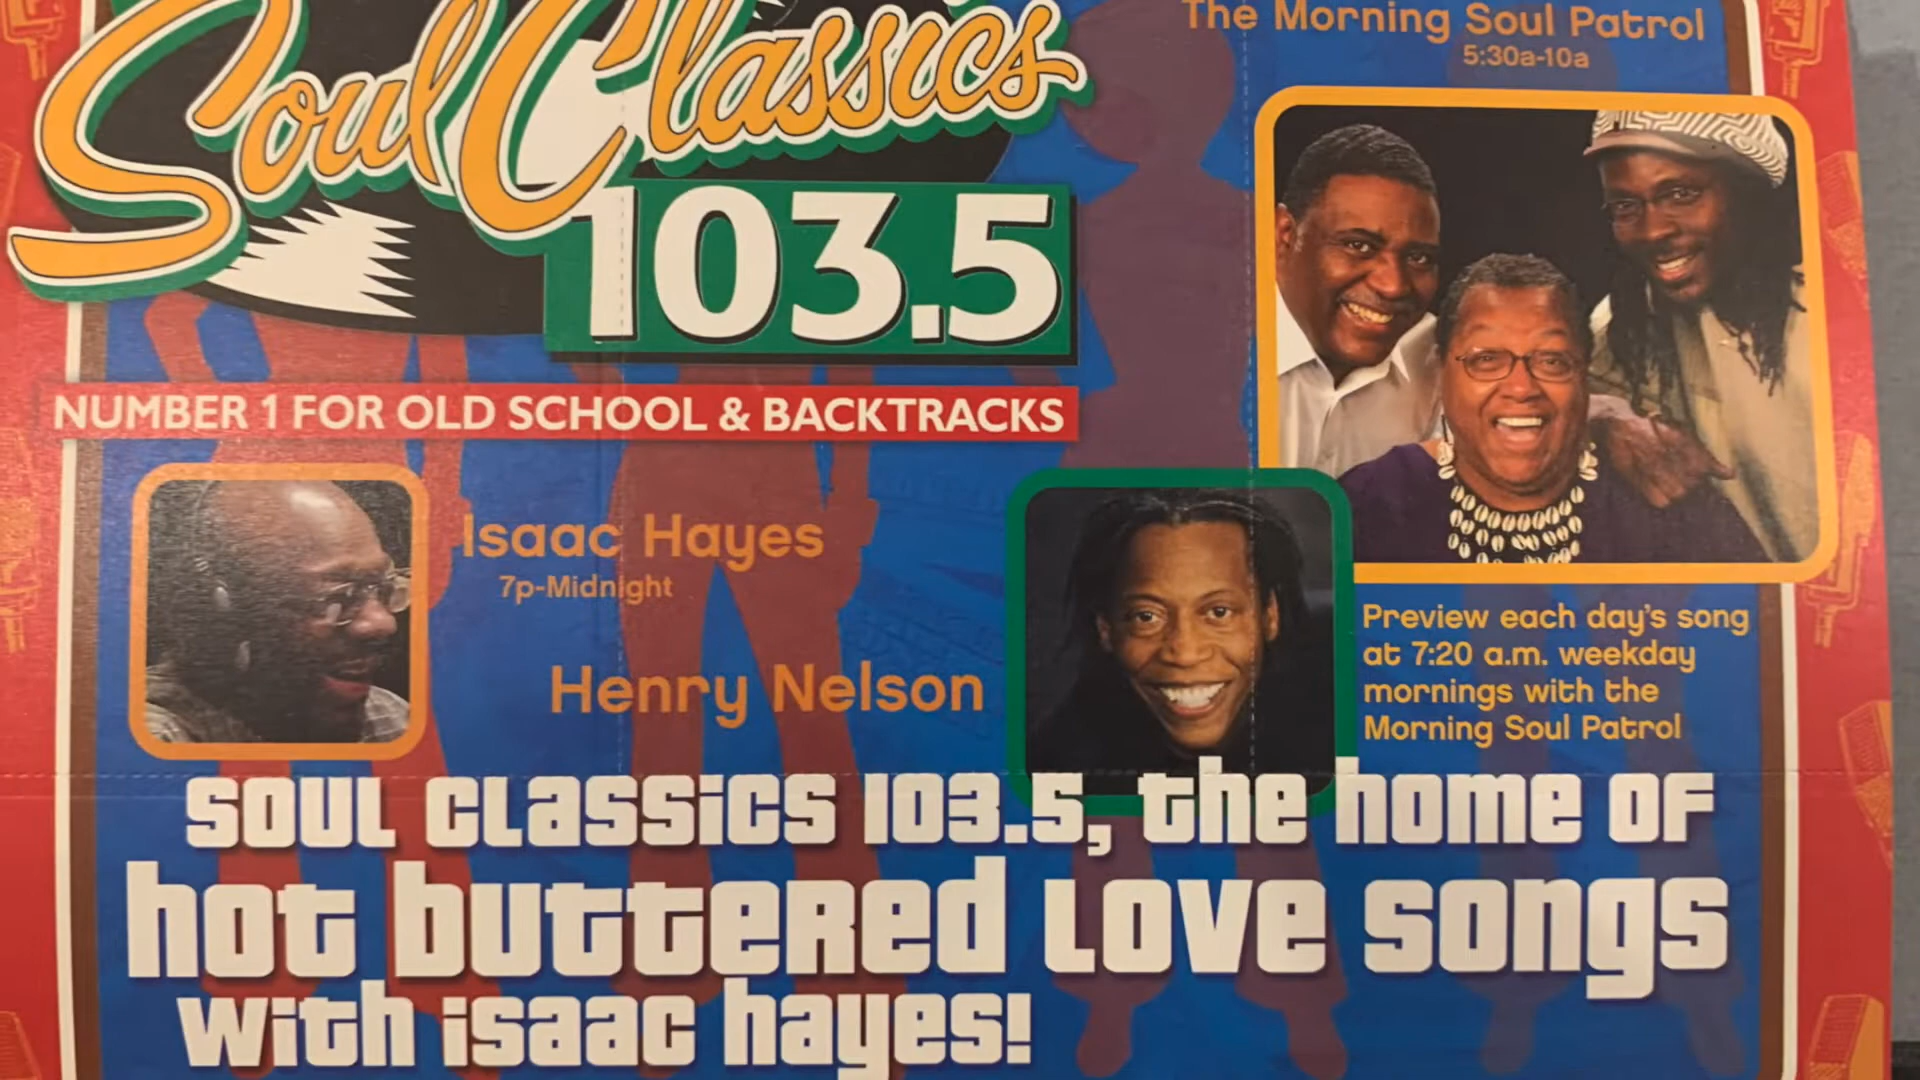 Soul Classics
103.5
NUMBER 1 FOR OLD SCHOOL & BACKTRACKS
The Morning Soul Patrol
5:30a-10a
Isaac Hayes
7p-Midnight
Henry Nelson
Preview each day's song
at 7:20 a.m. weekday
mornings with the
Morning Soul Patrol
SOUL CLASSICS 103.5, the home OF
hot buttered LOVE SONGS
with isaac hayes!